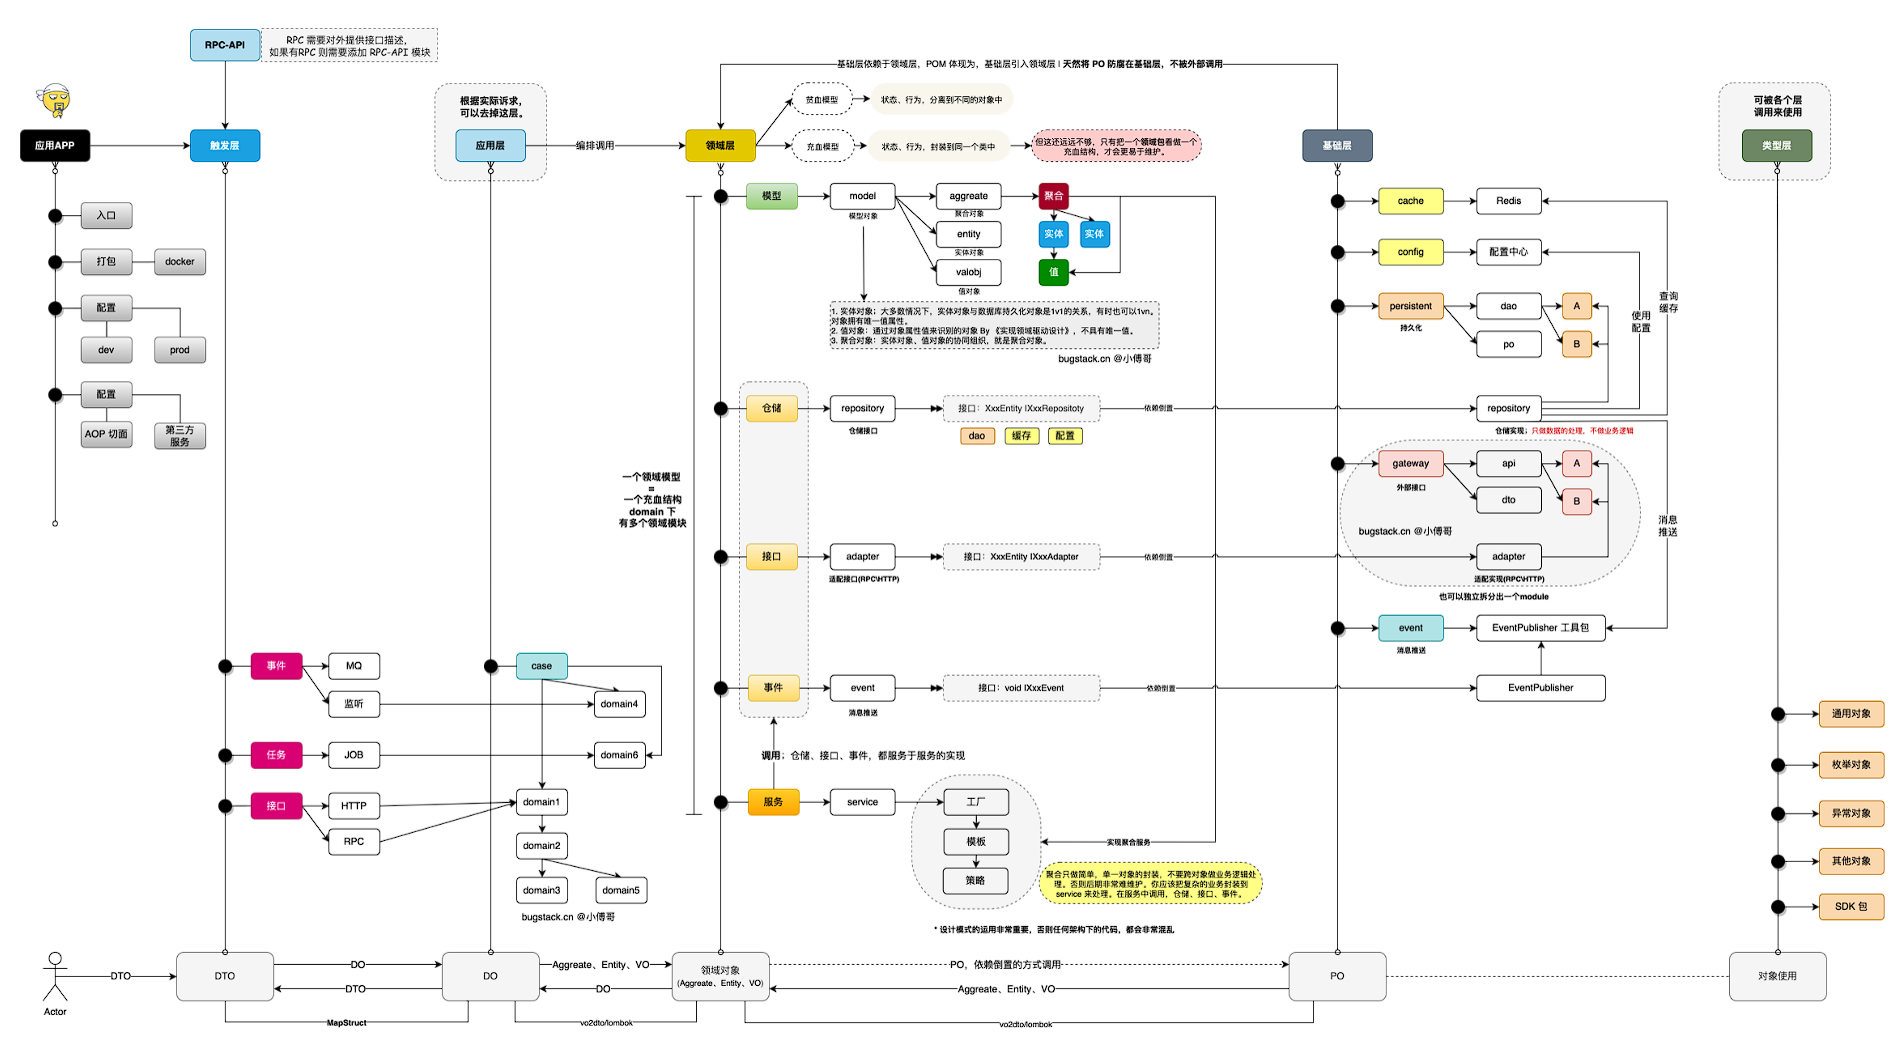 RPC-API
RPC 需要对外提供接口描述，
如果有RPC 则需要添加 RPC-API 模块
基础层依赖于领域层，POM 体现为，基础层引入领域层 | 天然将 PO 防腐在基础层，不被外部调用
根据实际诉求，
可以去掉这层。
可被各个层
调用来使用
贫血模型
状态、行为，分离到不同的对象中
应用APP
触发层
应用层
编排调用
领域层
充血模型
状态、行为，封装到同一个类中
但这还远远不够，只有把一个领域包看做一个
充血结构，才会更易于维护。
基础层
类型层
入口
打包
docker
配置
dev
prod
配置
AOP 切面
第三方
服务
模型
model
模型对象
aggreate
聚合对象
聚合
entity
实体对象
实体
实体
valobj
值对象
值
1. 实体对象；大多数情况下，实体对象与数据库持久化对象是1v1的关系，有时也可以1vn。
对象拥有唯一值属性。
2. 值对象：通过对象属性值来识别的对象 By 《实现领域驱动设计》，不具有唯一值。
3. 聚合对象：实体对象、值对象的协同组织，就是聚合对象。
bugstack.cn @小傅哥
cache
Redis
config
配置中心
persistent
持久化
dao
A
po
B
使用
配置
查询
缓存
仓储
repository
仓储接口
接口：XxxEntity IXxxRepositoty
依赖倒置
repository
仓储实现；只做数据的处理，不做业务逻辑
dao
缓存
配置
一个领域模型
=
一个充血结构
domain 下
有多个领域模块
gateway
外部接口
api
A
dto
B
bugstack.cn @小傅哥
消息
推送
接口
adapter
适配接口(RPC\HTTP)
接口：XxxEntity IXxxAdapter
依赖倒置
adapter
适配实现(RPC\HTTP)
也可以独立拆分出一个module
event
消息推送
EventPublisher 工具包
事件
event
消息推送
接口：void IXxxEvent
依赖倒置
EventPublisher
事件
MQ
监听
case
domain4
任务
JOB
domain6
接口
HTTP
RPC
domain1
domain2
domain3
domain5
bugstack.cn @小傅哥
调用；仓储、接口、事件，都服务于服务的实现
服务
service
工厂
模板
策略
实现聚合服务
聚合只做简单，单一对象的封装，不要跨对象做业务逻辑处
理。否则后期非常难维护。你应该把复杂的业务封装到
service 来处理。在服务中调用，仓储、接口、事件。
* 设计模式的运用非常重要，否则任何架构下的代码，都会非常混乱
通用对象
枚举对象
异常对象
其他对象
SDK 包
Actor
DTO
DTO
DO
DTO
DO
Aggreate、Entity、VO
DO
领域对象
(Aggreate、Entity、VO)
PO，依赖倒置的方式调用
Aggreate、Entity、VO
PO
对象使用
MapStruct
vo2dto/lombok
vo2dto/lombok